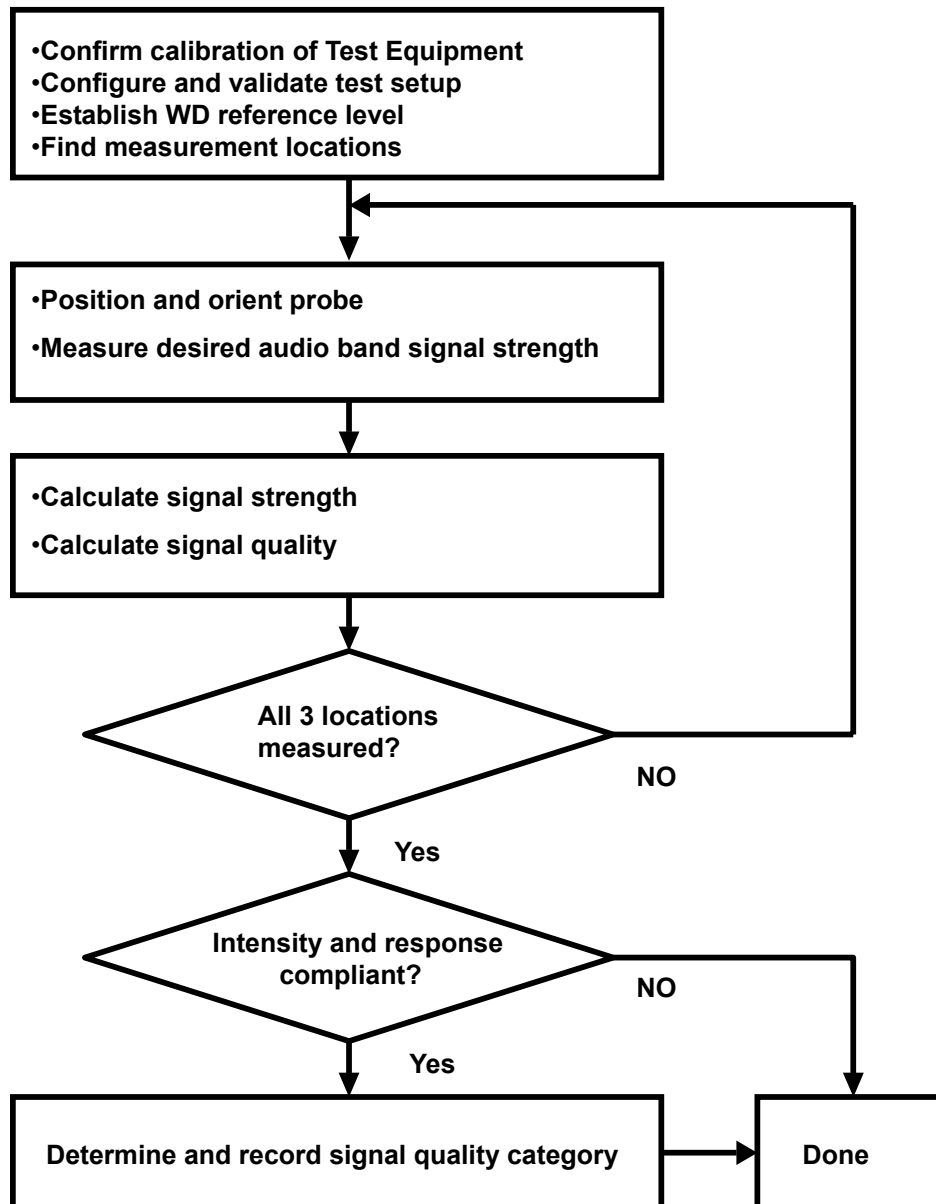 •Confirm calibration of Test Equipment
•Configure and validate test setup
•Establish WD reference level
•Find measurement locations
•Position and orient probe
•Measure desired audio band signal strength
•Calculate signal strength
•Calculate signal quality
All 3 locations
measured?
NO
Yes
Intensity and response
compliant?
NO
Yes
Determine and record signal quality category
Done